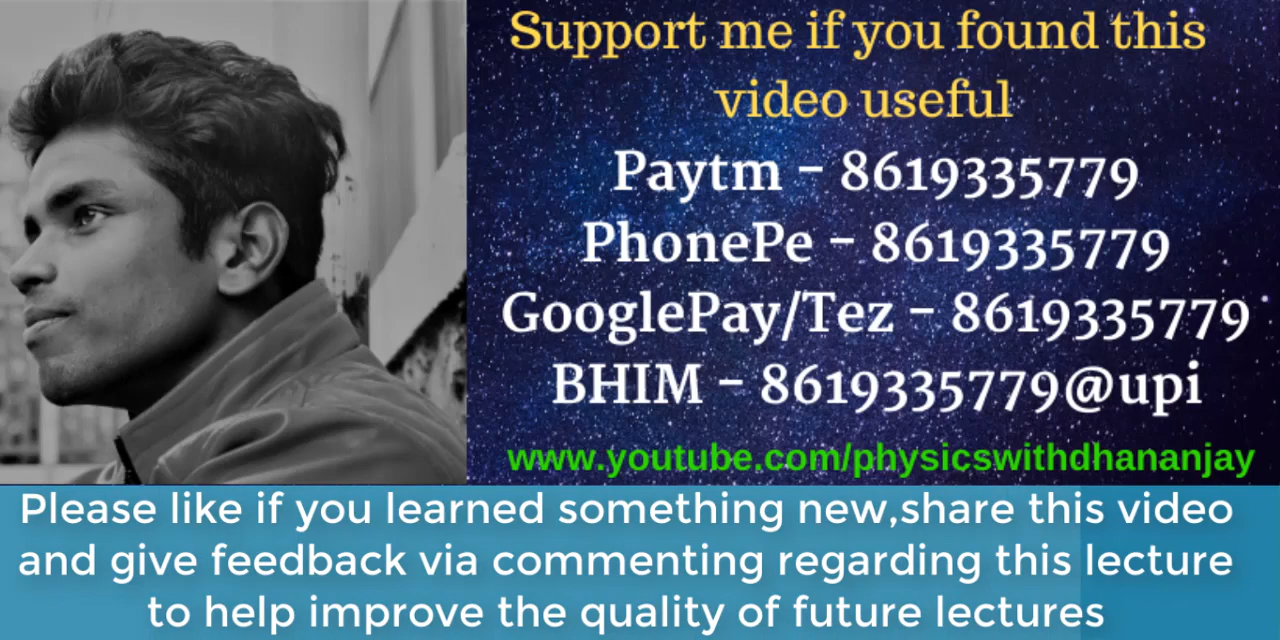 Support me if you found this
video useful
Paytm – 8619335779
PhonePe – 8619335779
GooglePay/Tez – 8619335779
BHIM – 8619335779@upi
www.youtube.com/physicswithdhananjay
Please like if you learned something new,share this video
and give feedback via commenting regarding this lecture
to help improve the quality of future lectures